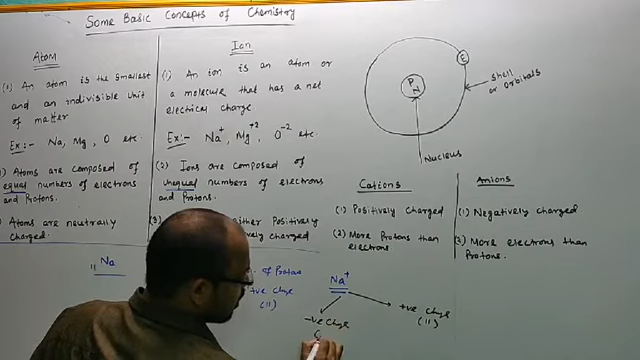 Some Basic Concepts of Chemistry
Atom
(1) An atom is the smallest
and an indivisible unit
of matter
Ex:- Na, Mg, O etc.
) Atoms are composed of
equal numbers of electrons
and Protons.
) Atoms are neutrally
charged.
Ion
(1) An ion is an atom or
a molecule that has a net
electrical charge.
Ex:- Na+, Mg+2, O-2 etc.
(2) Ions are composed of
unequal numbers of electrons
and Protons.
(3) either Positively
vely charged
E
P
N
Shell
or orbitals
Nucleus
Cations
(1) Positively charged
(2) More Protons than
electrons
Anions
(1) Negatively charged
(2) More electrons than
Protons.
11 Na
of Protons
+ve charge
(11)
Na+
-ve charge
(
+ve charge
(11)